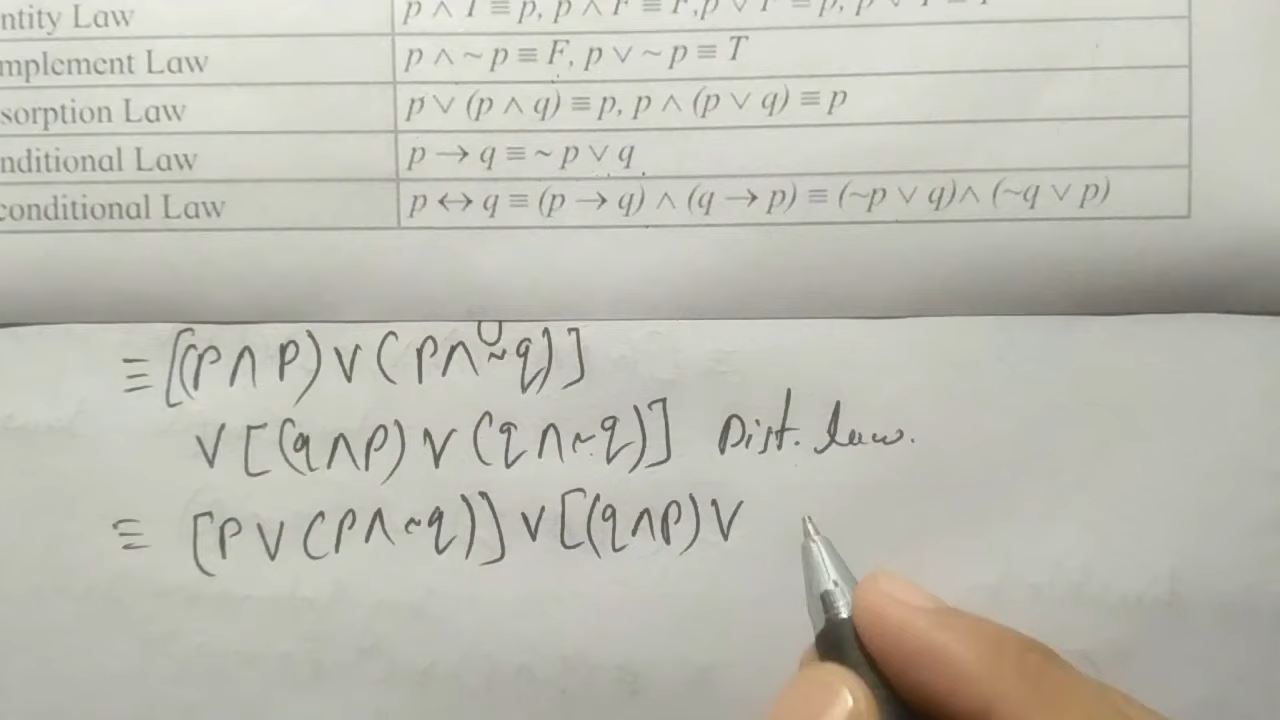 ntity Law p ∧ T ≡ p, p ∧ F ≡ F, p ∨ F ≡ p, p ∨ T ≡ T
mplement Law p ∧ ~ p ≡ F, p ∨ ~ p ≡ T
sorption Law p ∨ (p ∧ q) ≡ p, p ∧ (p ∨ q) ≡ p
nditional Law p → q ≡ ~ p ∨ q
conditional Law p ↔ q ≡ (p → q) ∧ (q → p) ≡ (~p ∨ q)∧ (~q ∨ p)
≡ [(p∧p)∨(p∧~q)]
∨[(q∧p)∨(q∧~q)] Dist. law.
≡ [p∨(p∧~q)]∨[(q∧p)∨